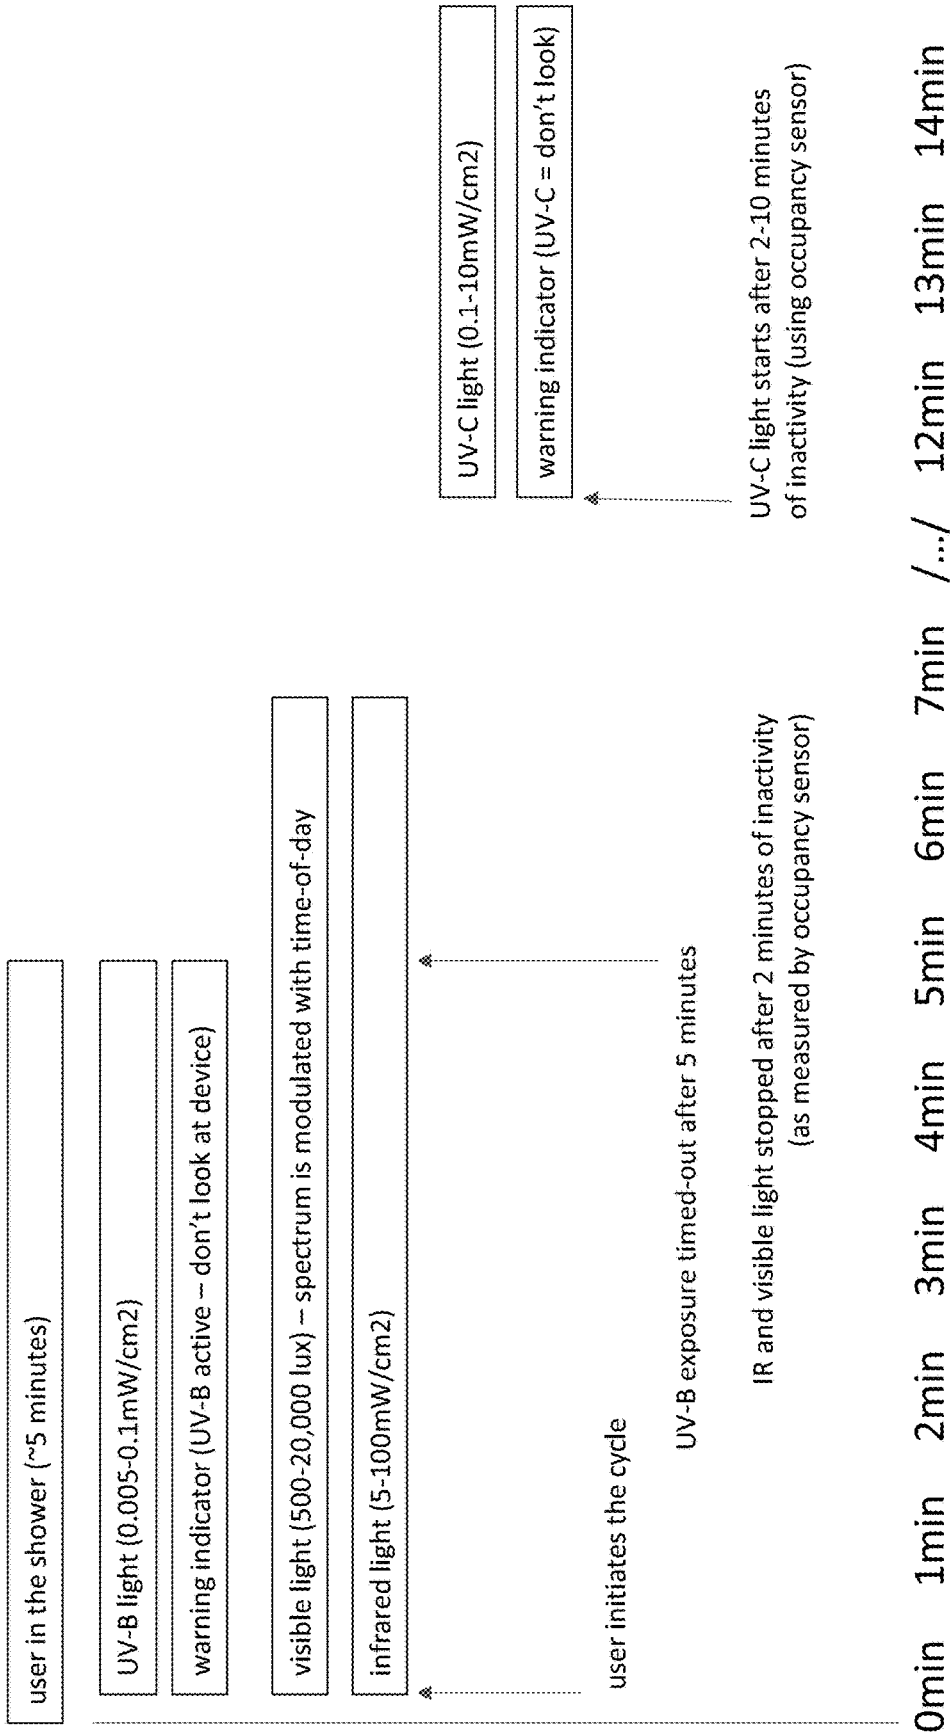 user in the shower (~5 minutes)
UV-B light (0.005-0.1mW/cm2)
warning indicator (UV-B active – don't look at device)
visible light (500-20,000 lux) – spectrum is modulated with time-of-day
infrared light (5-100mW/cm2)
UV-C light (0.1-10mW/cm2)
warning indicator (UV-C = don't look)
user initiates the cycle
UV-B exposure timed-out after 5 minutes
IR and visible light stopped after 2 minutes of inactivity
(as measured by occupancy sensor)
UV-C light starts after 2-10 minutes
of inactivity (using occupancy sensor)
0min 1min 2min 3min 4min 5min 6min 7min /.../ 12min 13min 14min